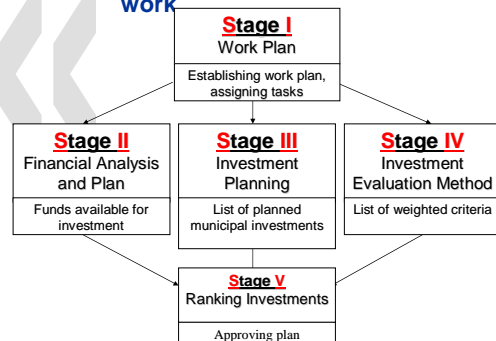 work
Stage I
Work Plan
Establishing work plan,
assigning tasks
Stage II
Financial Analysis
and Plan
Funds available for
investment
Stage III
Investment
Planning
List of planned
municipal investments
Stage IV
Investment
Evaluation Method
List of weighted criteria
Stage V
Ranking Investments
Approving plan